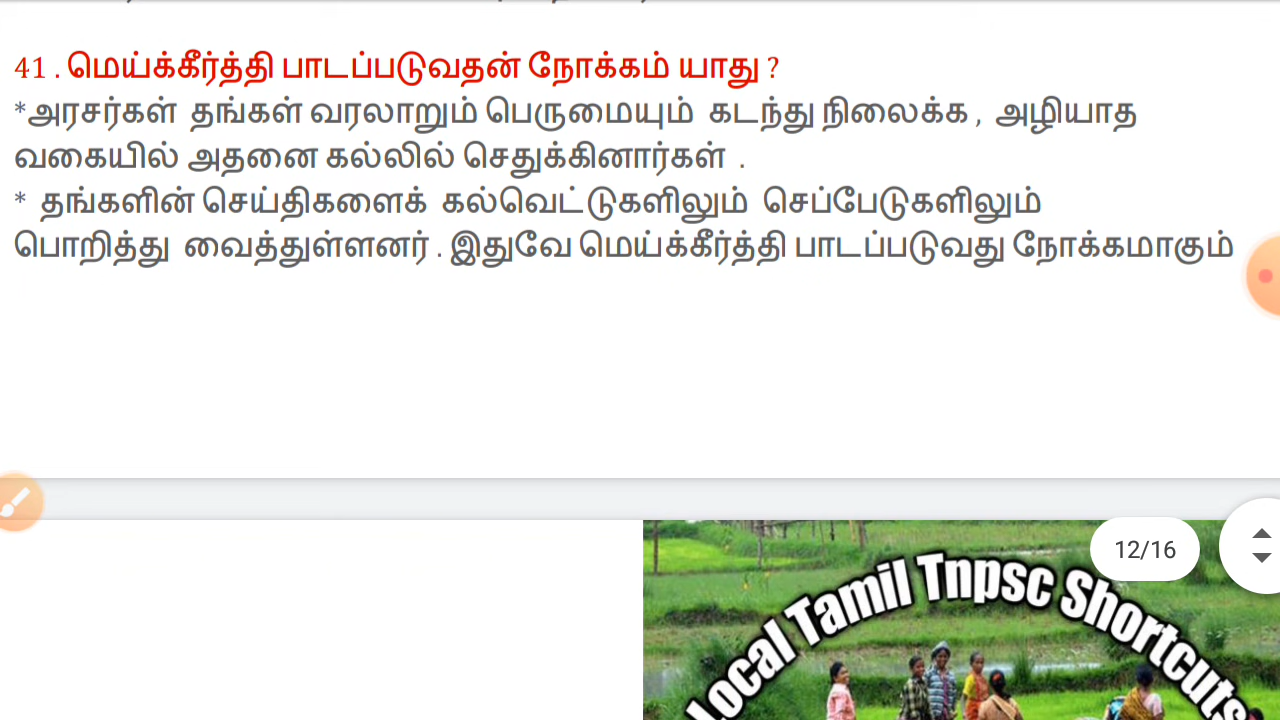 41 . மெய்க்கீர்த்தி பாடப்படுவதன் நோக்கம் யாது ?
*அரசர்கள் தங்கள் வரலாறும் பெருமையும் கடந்து நிலைக்க , அழியாத
வகையில் அதனை கல்லில் செதுக்கினார்கள் .
* தங்களின் செய்திகளைக் கல்வெட்டுகளிலும் செப்பேடுகளிலும்
பொறித்து வைத்துள்ளனர் . இதுவே மெய்க்கீர்த்தி பாடப்படுவது நோக்கமாகும்
12/16
Local Tamil Tnpsc Shortcuts